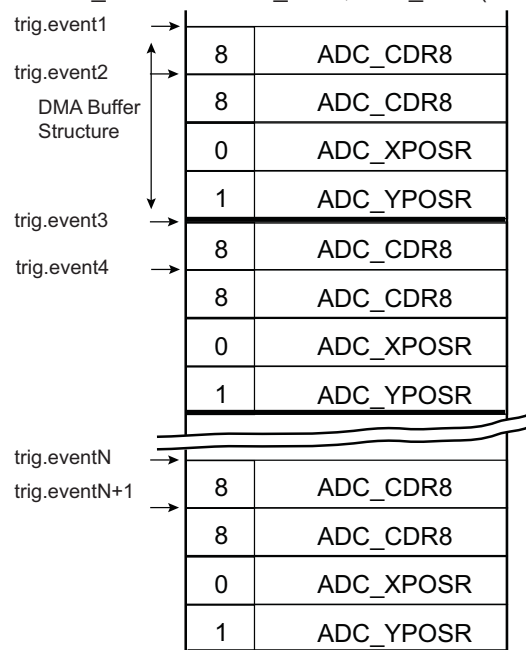 trig.event1
8 ADC_CDR8
trig.event2
8 ADC_CDR8
DMA Buffer
Structure
0 ADC_XPOSR
1 ADC_YPOSR
trig.event3
8 ADC_CDR8
trig.event4
8 ADC_CDR8
0 ADC_XPOSR
1 ADC_YPOSR
trig.eventN
8 ADC_CDR8
trig.eventN+1
8 ADC_CDR8
0 ADC_XPOSR
1 ADC_YPOSR